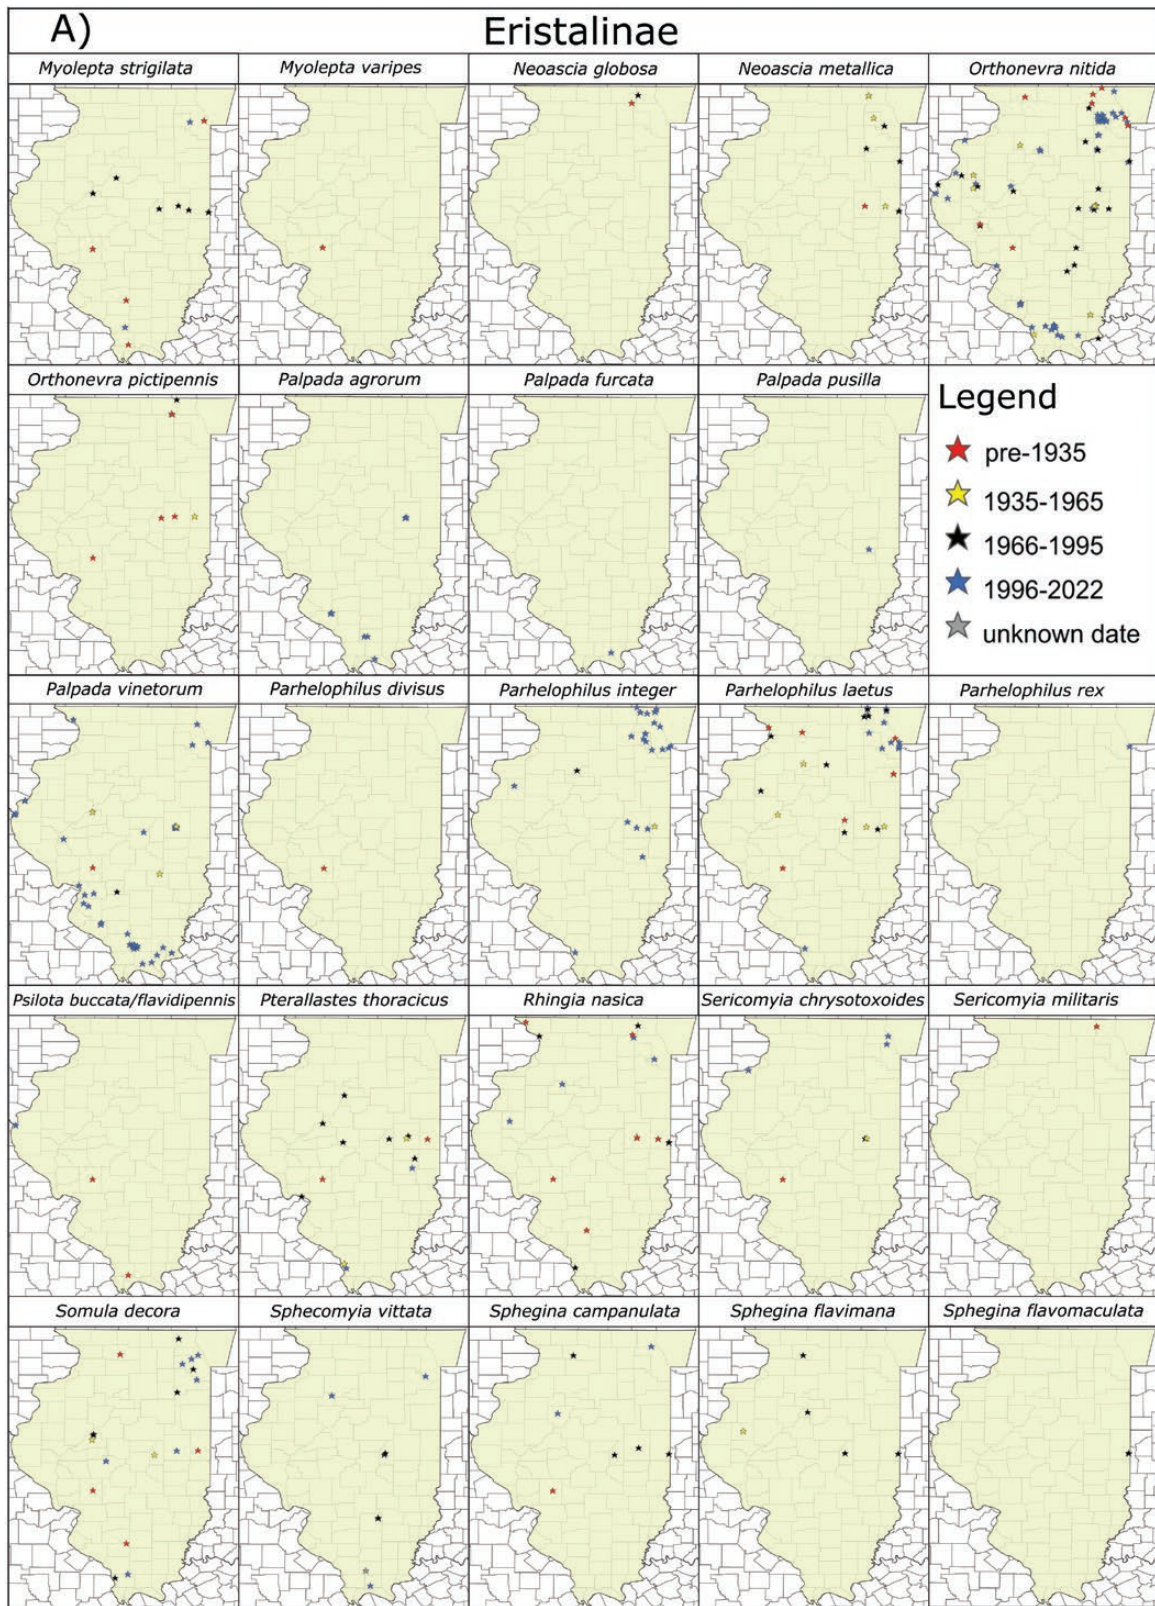 A)
Eristalinae
Myolepta strigilata
Myolepta varipes
Neoascia globosa
Neoascia metallica
Orthonevra nitida
Orthonevra pictipennis
Palpada agrorum
Palpada furcata
Palpada pusilla
Legend
pre-1935
1935-1965
1966-1995
1996-2022
unknown date
Palpada vinetorum
Parhelophilus divisus
Parhelophilus integer
Parhelophilus laetus
Parhelophilus rex
Psilota buccata/flavidipennis
Pterallastes thoracicus
Rhingia nasica
Sericomyia chrysotoxoides
Sericomyia militaris
Somula decora
Sphecomyia vittata
Sphegina campanulata
Sphegina flavimana
Sphegina flavomaculata